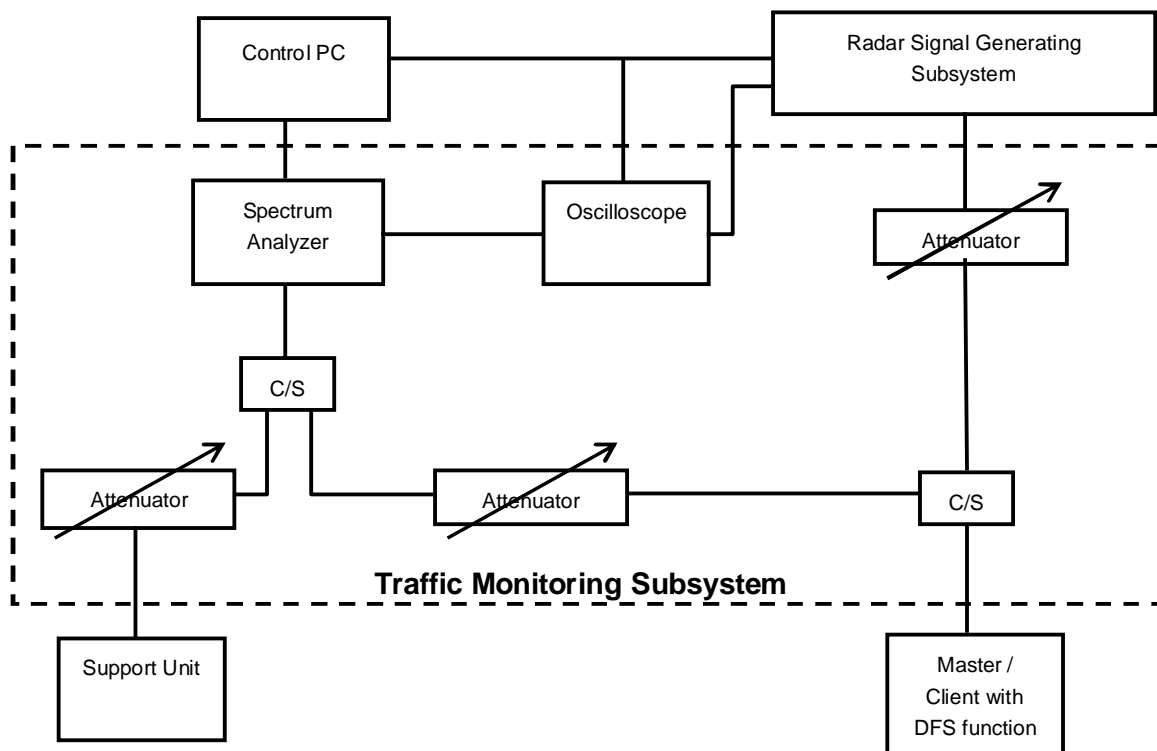 Control PC
Radar Signal Generating
Subsystem
Spectrum
Analyzer
Oscilloscope
Attenuator
C/S
Attenuator
Attenuator
C/S
Traffic Monitoring Subsystem
Support Unit
Master /
Client with
DFS function